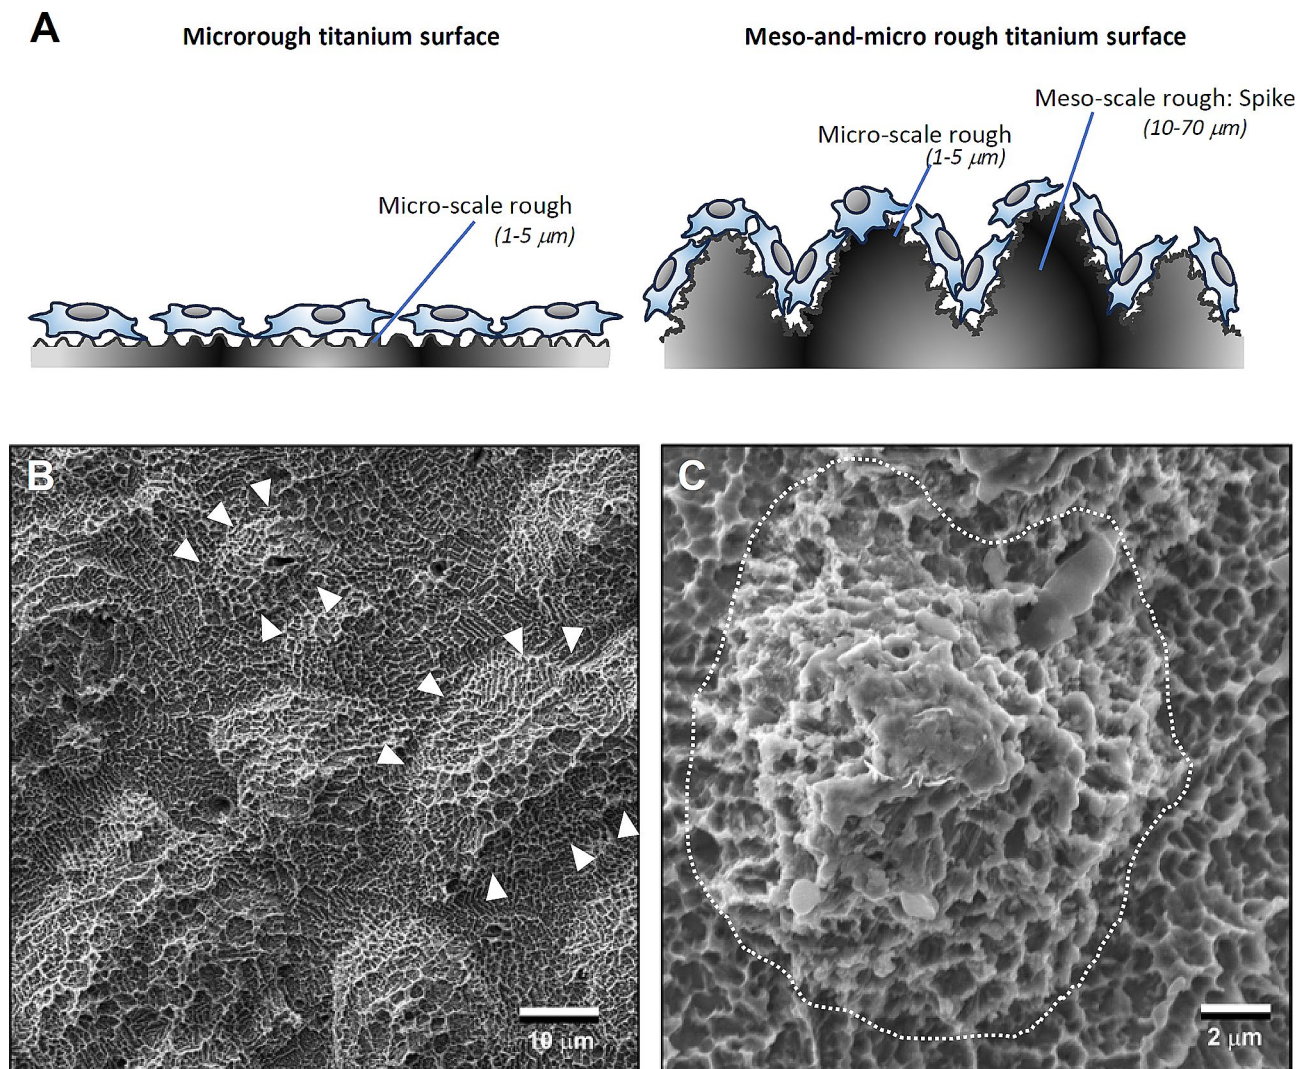 A
Microrough titanium surface
Meso-and-micro rough titanium surface
Meso-scale rough: Spike
(10-70 μm)
Micro-scale rough
(1-5 μm)
Micro-scale rough
(1-5 μm)
B
C
10 μm
2 μm